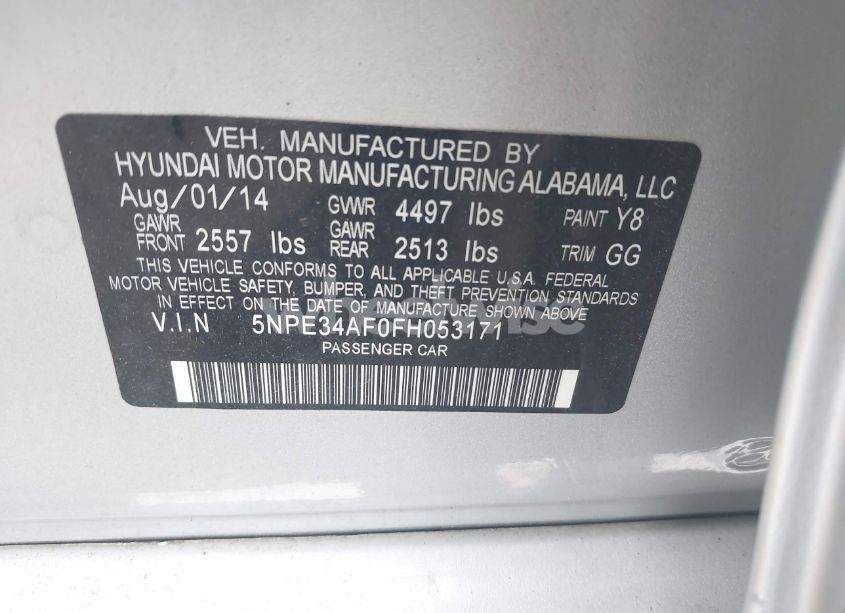 VEH. MANUFACTURED BY
HYUNDAI MOTOR MANUFACTURING ALABAMA, LLC
Aug/01/14 GVWR 4497 lbs PAINT Y8
GAWR FRONT 2557 lbs GAWR REAR 2513 lbs TRIM GG
THIS VEHICLE CONFORMS TO ALL APPLICABLE U.S.A. FEDERAL
MOTOR VEHICLE SAFETY, BUMPER, AND THEFT PREVENTION STANDARDS
IN EFFECT ON THE DATE OF MANUFACTURE SHOWN ABOVE
V.I.N 5NPE34AF0FH053171
PASSENGER CAR